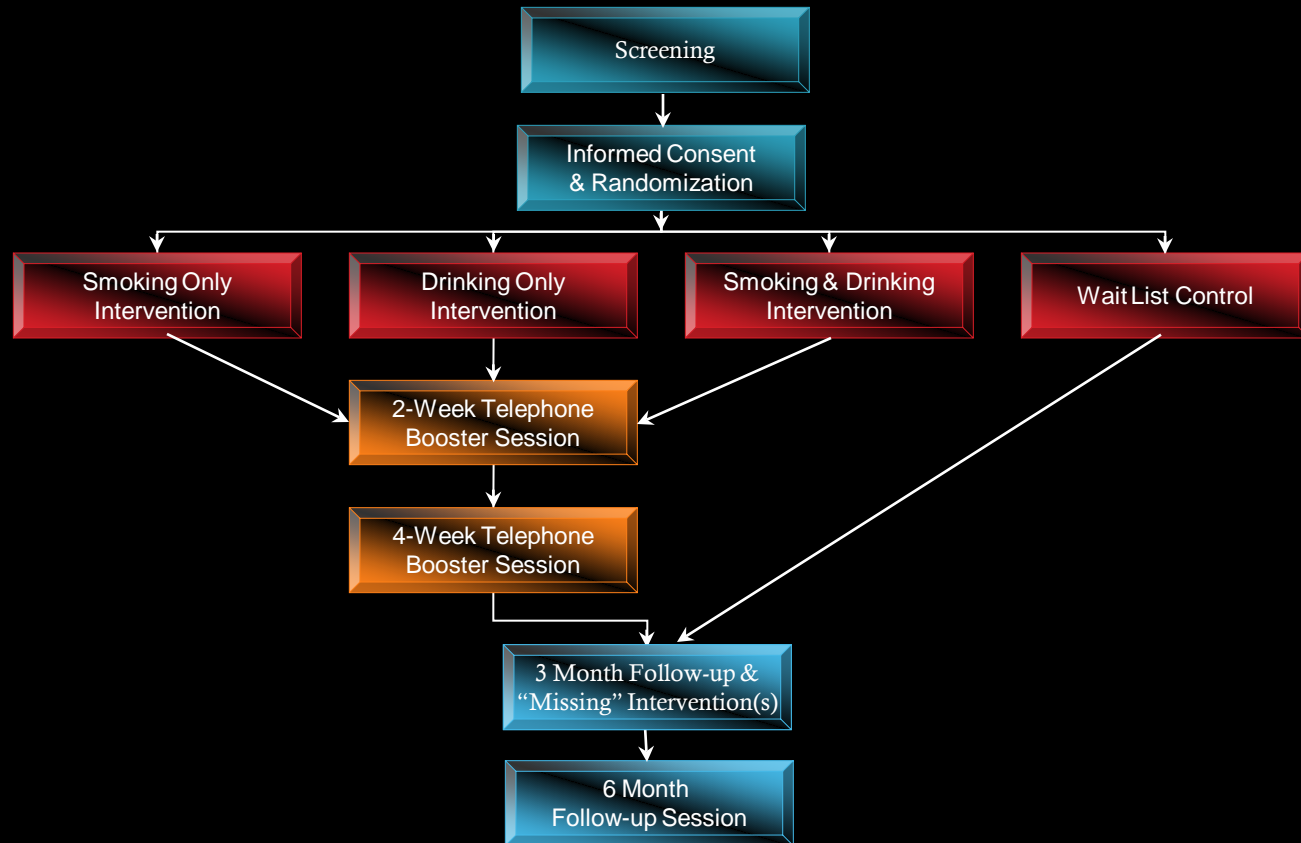 Screening
Informed Consent
& Randomization
Smoking Only
Intervention
Drinking Only
Intervention
Smoking & Drinking
Intervention
Wait List Control
2-Week Telephone
Booster Session
4-Week Telephone
Booster Session
3 Month Follow-up &
“Missing” Intervention(s)
6 Month
Follow-up Session